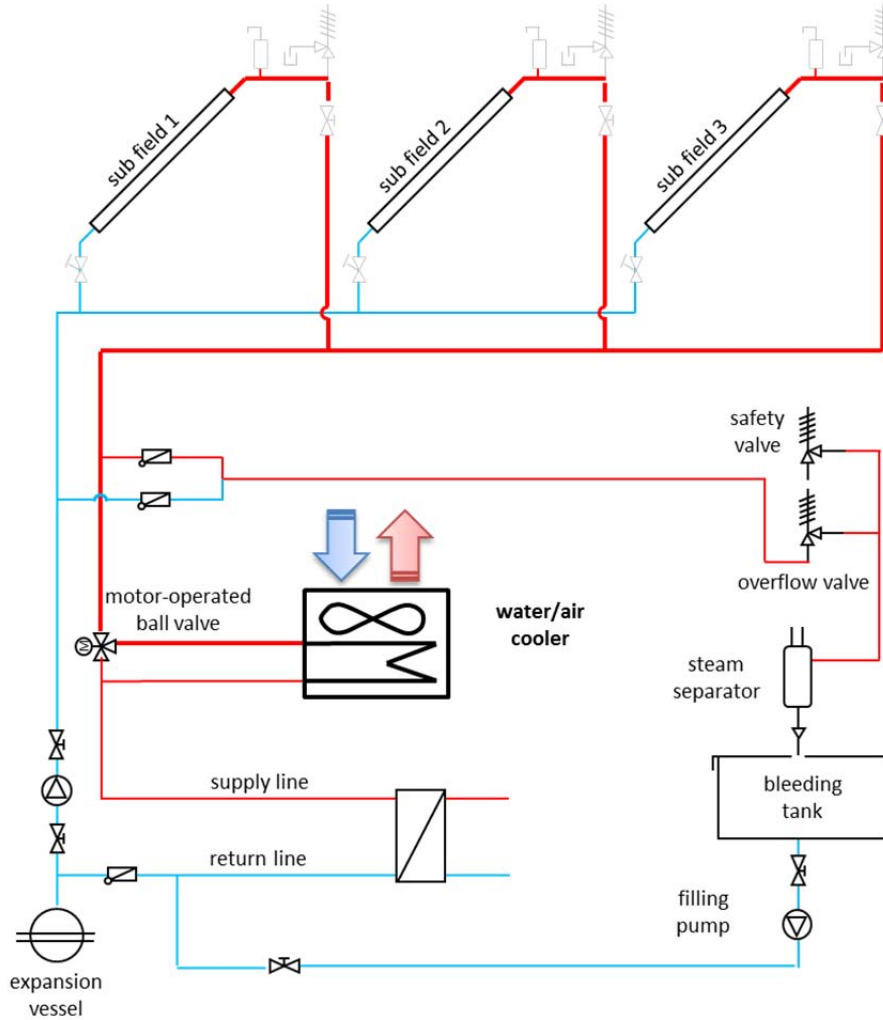 sub field 1
sub field 2
sub field 3
safety
valve
overflow valve
motor-operated
ball valve
water/air
cooler
M
steam
separator
supply line
bleeding
tank
return line
filling
pump
expansion
vessel